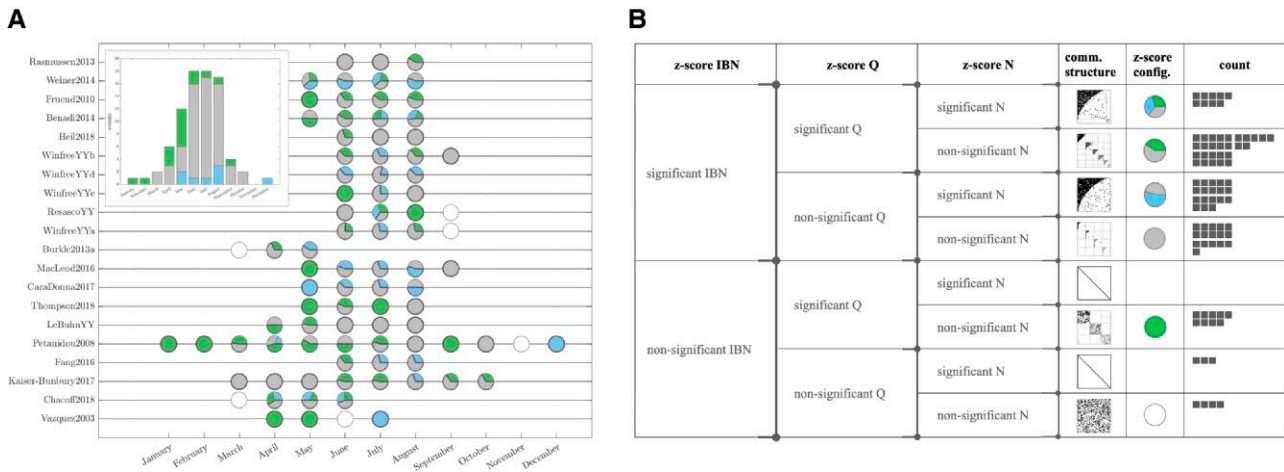 A
Rasmussen2013
Weiner2014
Fruend2010
Benadi2014
Heil2018
WinfreeYYb
WinfreeYYd
WinfreeYYc
ResascoYY
WinfreeYYa
Burkle2013a
MacLeod2016
CaraDonna2017
Thompson2018
LeBuhnYY
Petanidou2008
Fang2016
Kaiser-Bunbury2017
Chacoff2018
Vazquez2003
January February March April May June July August September October November December
B
z-score IBN z-score Q z-score N comm. structure z-score config. count
significant IBN
significant Q
significant N
non-significant N
non-significant Q
significant N
non-significant N
non-significant IBN
significant Q
significant N
non-significant N
non-significant Q
significant N
non-significant N